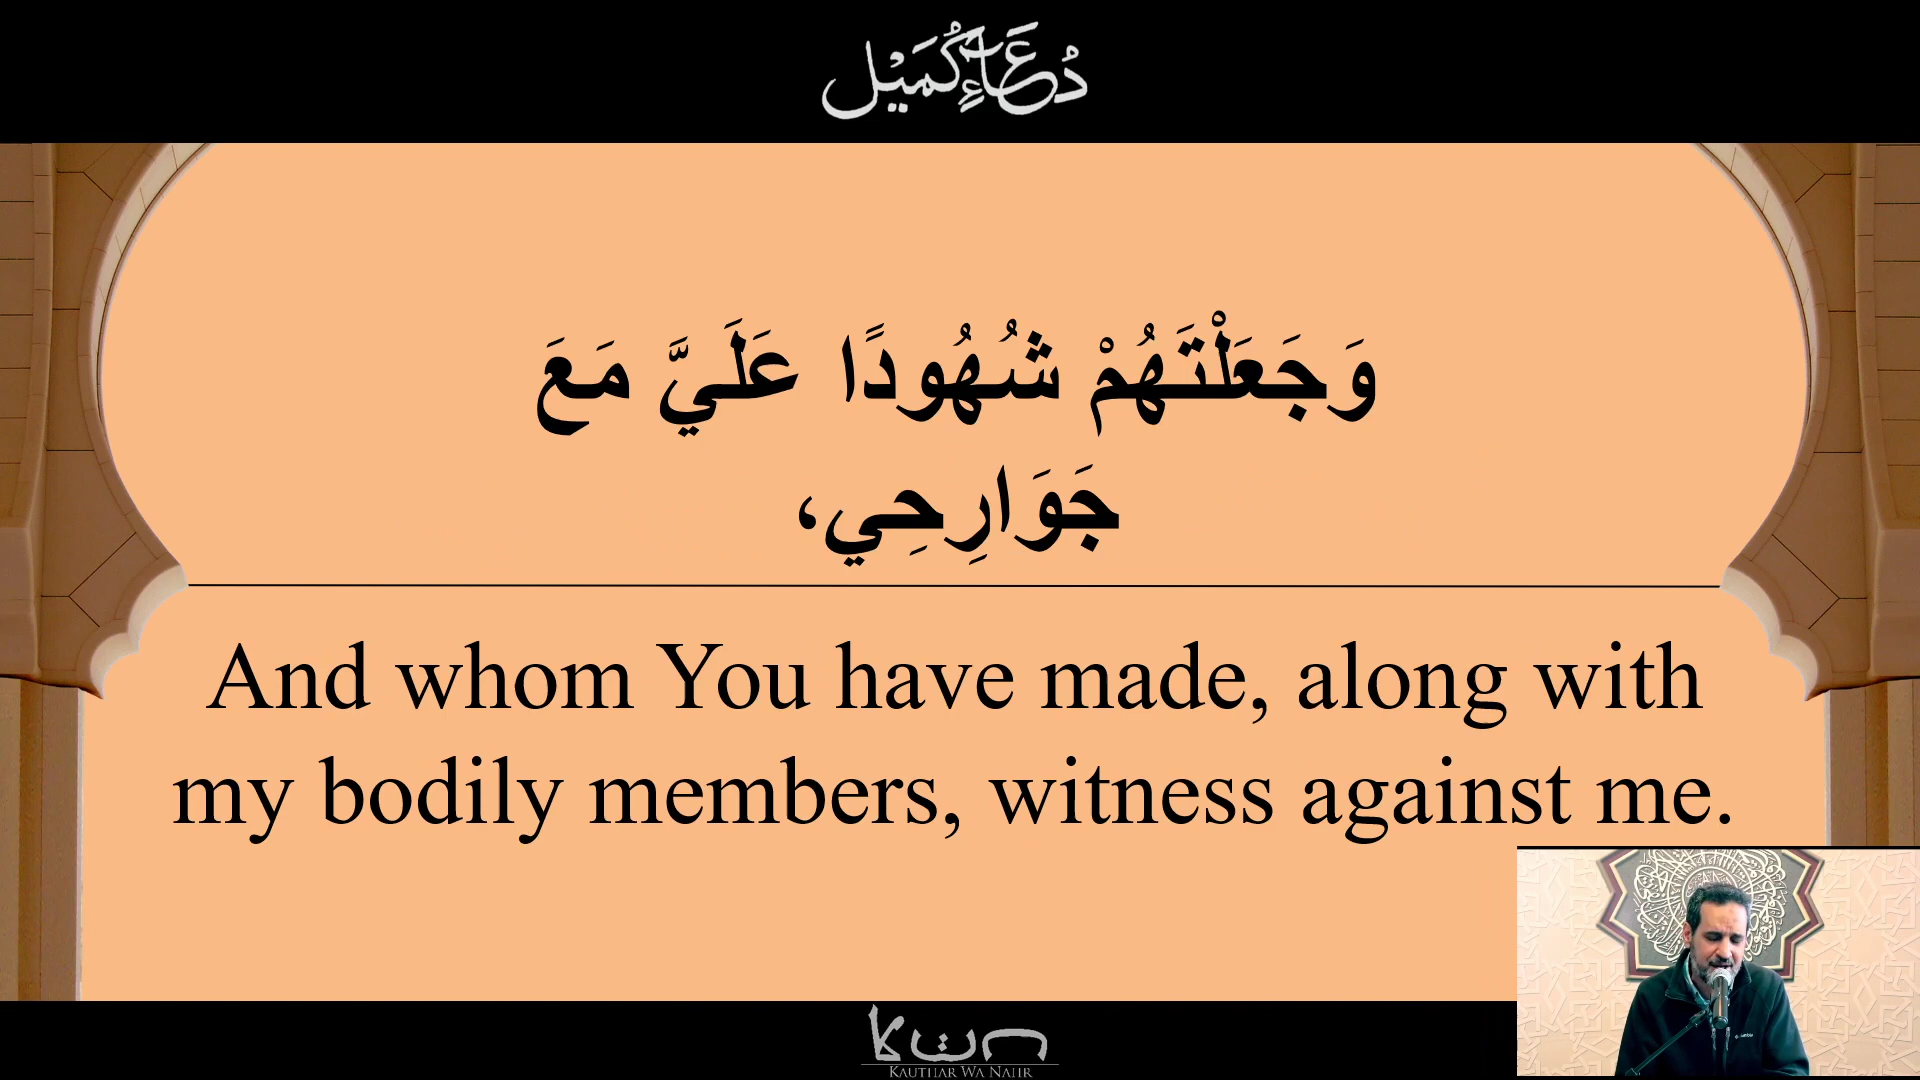 دُعَاءِ كُمَيْل
وَجَعَلْتَهُمْ شُهُودًا عَلَيَّ مَعَ
جَوَارِحِي،
And whom You have made, along with
my bodily members, witness against me.
KAUTHAR WA NAHR